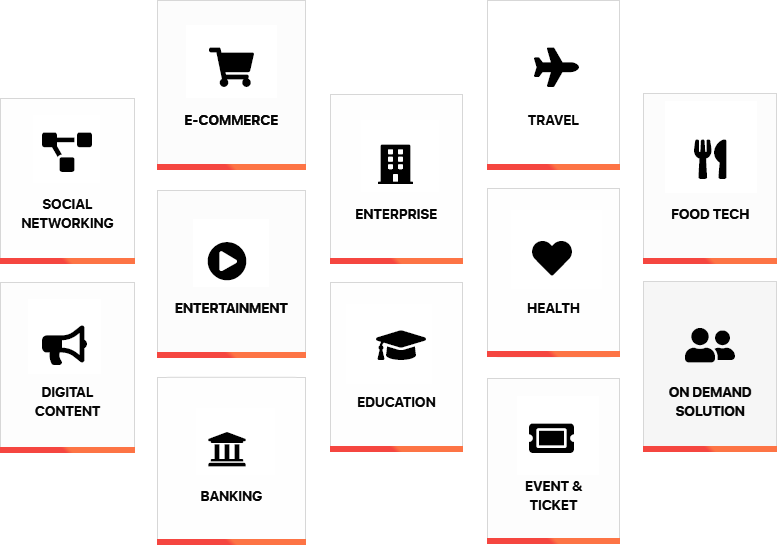 SOCIAL
NETWORKING
DIGITAL
CONTENT
E-COMMERCE
ENTERTAINMENT
BANKING
ENTERPRISE
EDUCATION
TRAVEL
HEALTH
EVENT &
TICKET
FOOD TECH
ON DEMAND
SOLUTION